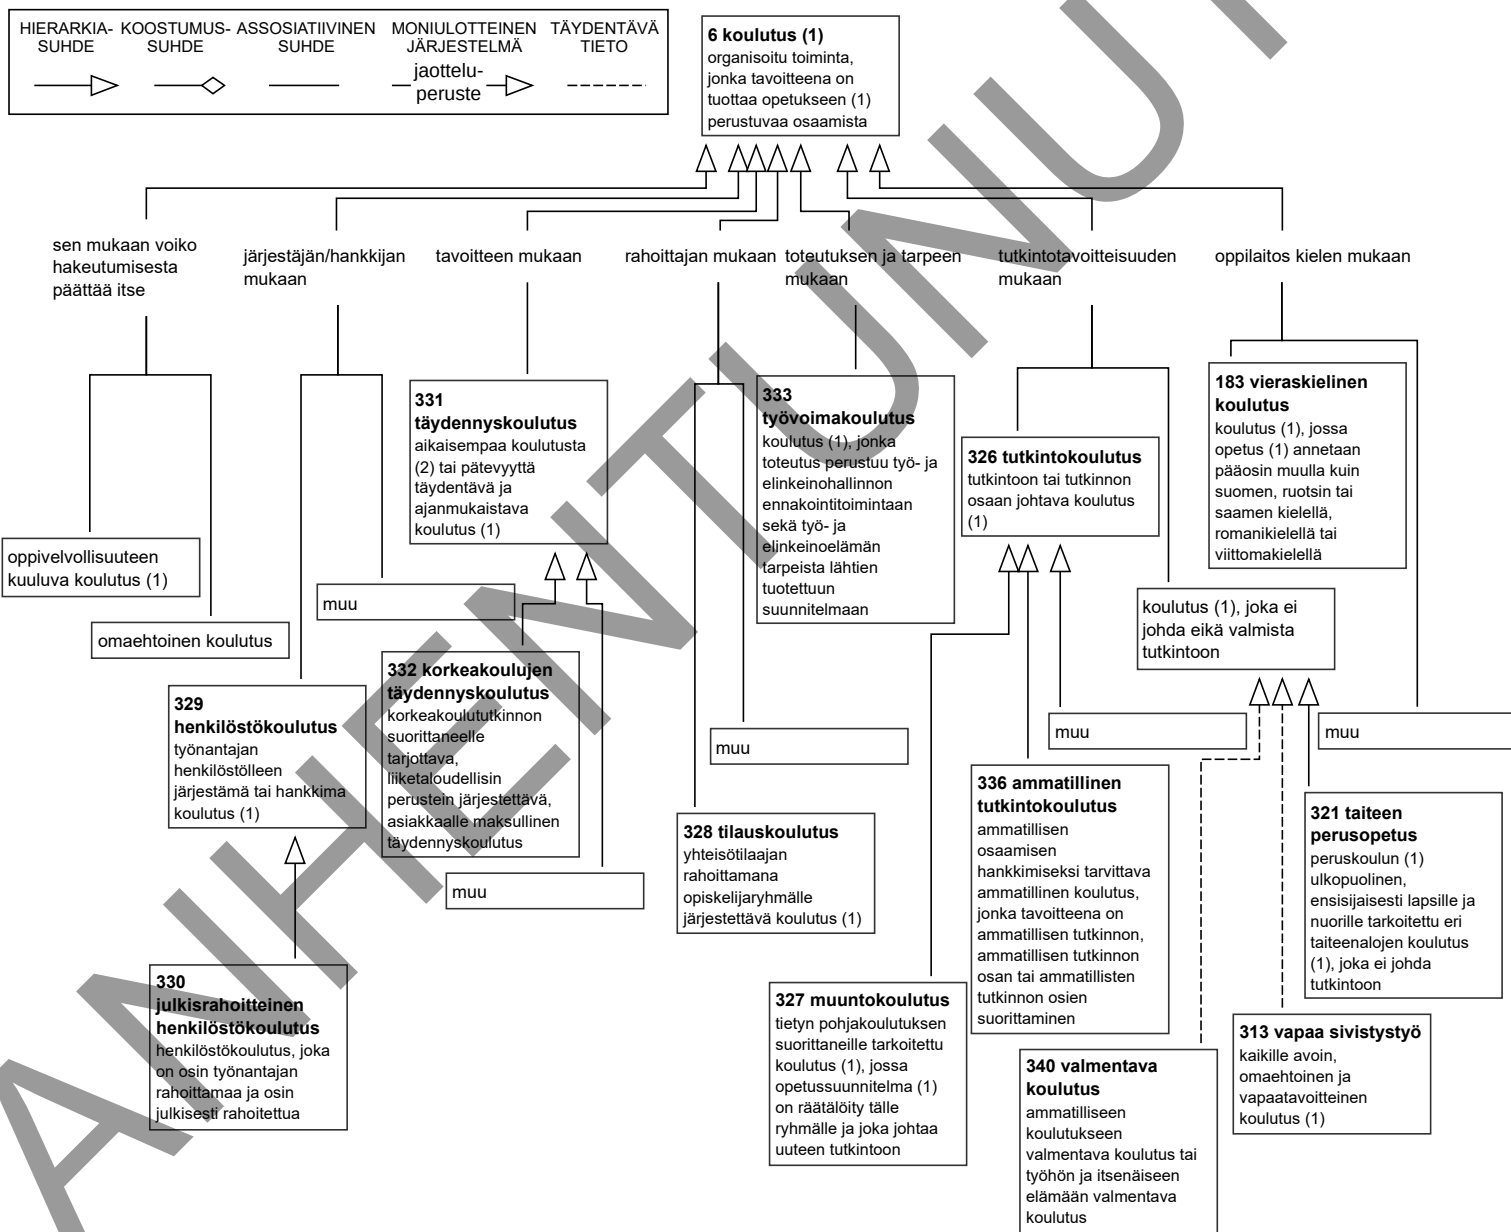 HIERARKIA-
SUHDE
KOOSTUMUS-
SUHDE
ASSOSIATIIVINEN
SUHDE
MONIULOTTEINEN
JÄRJESTELMÄ
TÄYDENTÄVÄ
TIETO
jaottelu-
peruste
6 koulutus (1)
organisoitu toiminta,
jonka tavoitteena on
tuottaa opetukseen (1)
perustuvaa osaamista
sen mukaan voiko
hakeutumisesta
päättää itse
järjestäjän/hankkijan
mukaan
tavoitteen mukaan
rahoittajan mukaan
toteutuksen ja tarpeen
mukaan
tutkintotavoitteisuuden
mukaan
oppilaitos kielen mukaan
331
täydennyskoulutus
aikaisempaa koulutusta
(2) tai pätevyyttä
täydentävä ja
ajanmukaistava
koulutus (1)
333
työvoimakoulutus
koulutus (1), jonka
toteutus perustuu työ- ja
elinkeinohallinnon
ennakointitoimintaan
sekä työ- ja
elinkeinoelämän
tarpeista lähtien
tuotettuun
suunnitelmaan
326 tutkintokoulutus
tutkintoon tai tutkinnon
osaan johtava koulutus
(1)
183 vieraskielinen
koulutus
koulutus (1), jossa
opetus (1) annetaan
pääosin muulla kuin
suomen, ruotsin tai
saamen kielellä,
romanikielellä tai
viittomakielellä
oppivelvollisuuteen
kuuluva koulutus (1)
omaehtoinen koulutus
muu
koulutus (1), joka ei
johda eikä valmista
tutkintoon
329
henkilöstökoulutus
työnantajan
henkilöstölleen
järjestämä tai hankkima
koulutus (1)
332 korkeakoulujen
täydennyskoulutus
korkeakoulututkinnon
suorittaneelle
tarjottava,
liiketaloudellisin
perustein järjestettävä,
asiakkaalle maksullinen
täydennyskoulutus
muu
muu
muu
muu
328 tilauskoulutus
yhteisötilaajan
rahoittamana
opiskelijaryhmälle
järjestettävä koulutus (1)
336 ammatillinen
tutkintokoulutus
ammatillisen
osaamisen
hankkimiseksi tarvittava
ammatillinen koulutus,
jonka tavoitteena on
ammatillisen tutkinnon,
ammatillisen tutkinnon
osan tai ammatillisten
tutkinnon osien
suorittaminen
321 taiteen
perusopetus
peruskoulun (1)
ulkopuolinen,
ensisijaisesti lapsille ja
nuorille tarkoitettu eri
taiteenalojen koulutus
(1), joka ei johda
tutkintoon
330
julkisrahoitteinen
henkilöstökoulutus
henkilöstökoulutus, joka
on osin työnantajan
rahoittamaa ja osin
julkisesti rahoitettua
327 muuntokoulutus
tietyn pohjakoulutuksen
suorittaneille tarkoitettu
koulutus (1), jossa
opetussuunnitelma (1)
on räätälöity tälle
ryhmälle ja joka johtaa
uuteen tutkintoon
340 valmentava
koulutus
ammatilliseen
koulutukseen
valmentava koulutus tai
työhön ja itsenäiseen
elämään valmentava
koulutus
313 vapaa sivistystyö
kaikille avoin,
omaehtoinen ja
vapaatavoitteinen
koulutus (1)
ANHENTUNUT